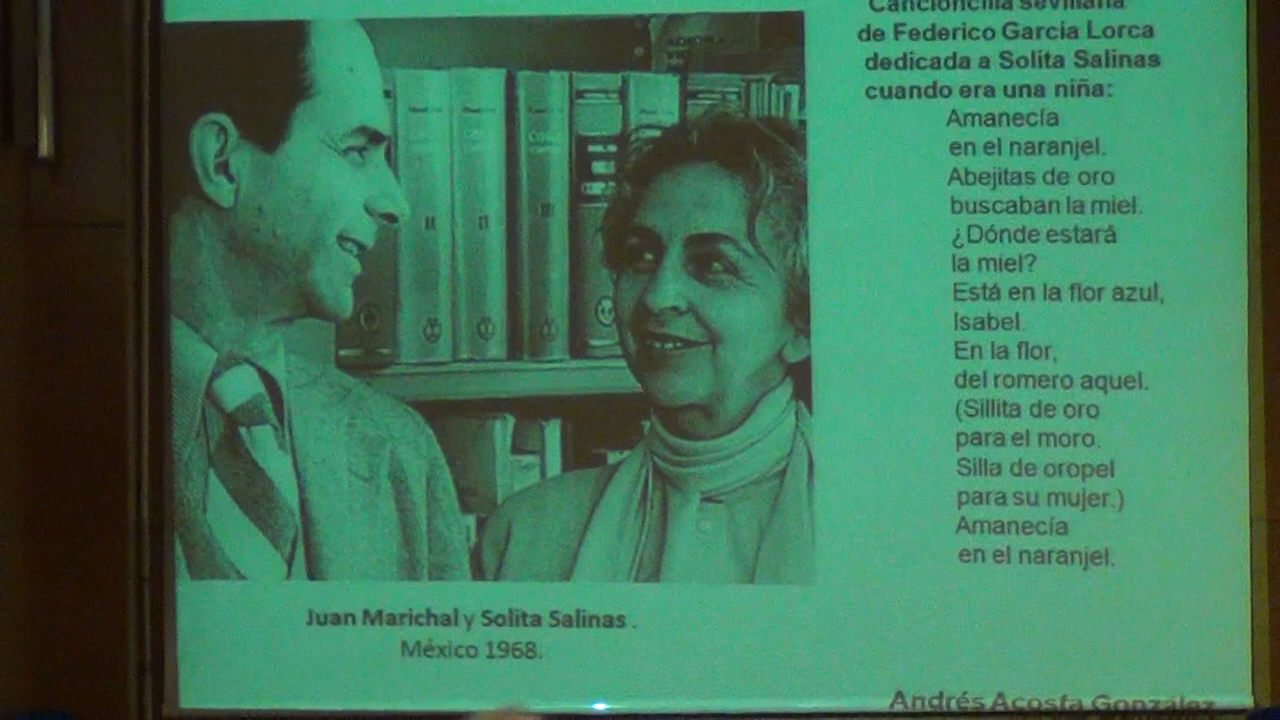 Cancioncilla sevillana
de Federico García Lorca
dedicada a Solita Salinas
cuando era una niña:
Amanecía
en el naranjel.
Abejitas de oro
buscaban la miel.
¿Dónde estará
la miel?
Está en la flor azul,
Isabel.
En la flor,
del romero aquel.
(Sillita de oro
para el moro.
Silla de oropel
para su mujer.)
Amanecía
en el naranjel.
II
II
III
Juan Marichal y Solita Salinas .
México 1968.
Andrés Acosta González